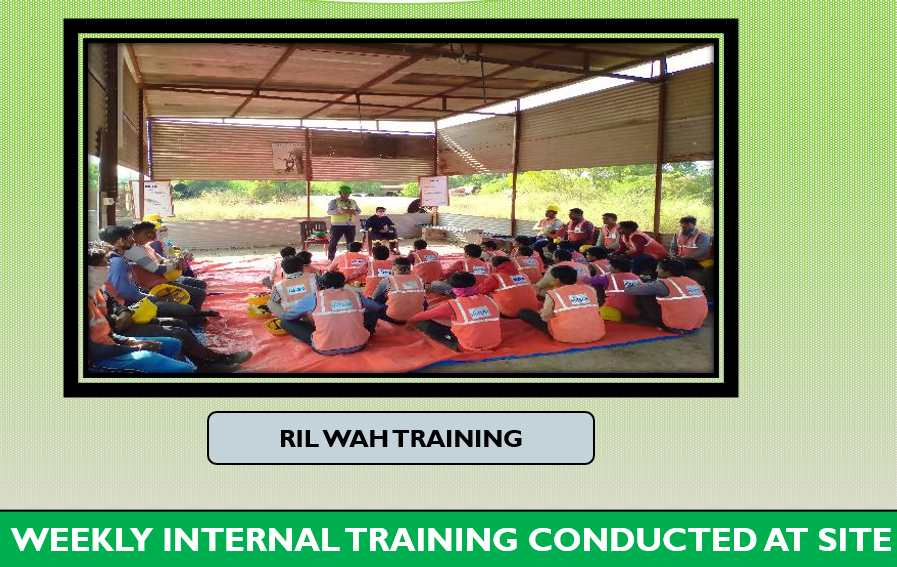 RIL WAH TRAINING
WEEKLY INTERNAL TRAINING CONDUCTED AT SITE